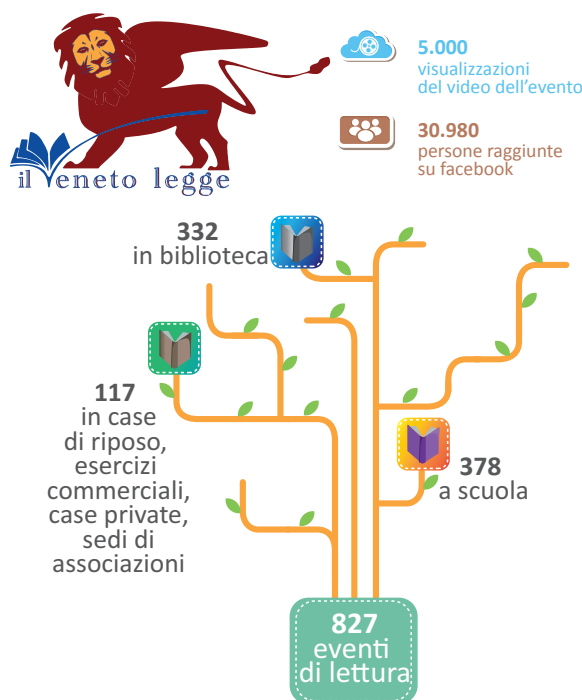 5.000
visualizzazioni
del video dell'evento
30.980
persone raggiunte
su facebook
il Veneto legge
332
in biblioteca
117
in case
di riposo,
esercizi
commerciali,
case private,
sedi di
associazioni
378
a scuola
827
eventi
di lettura